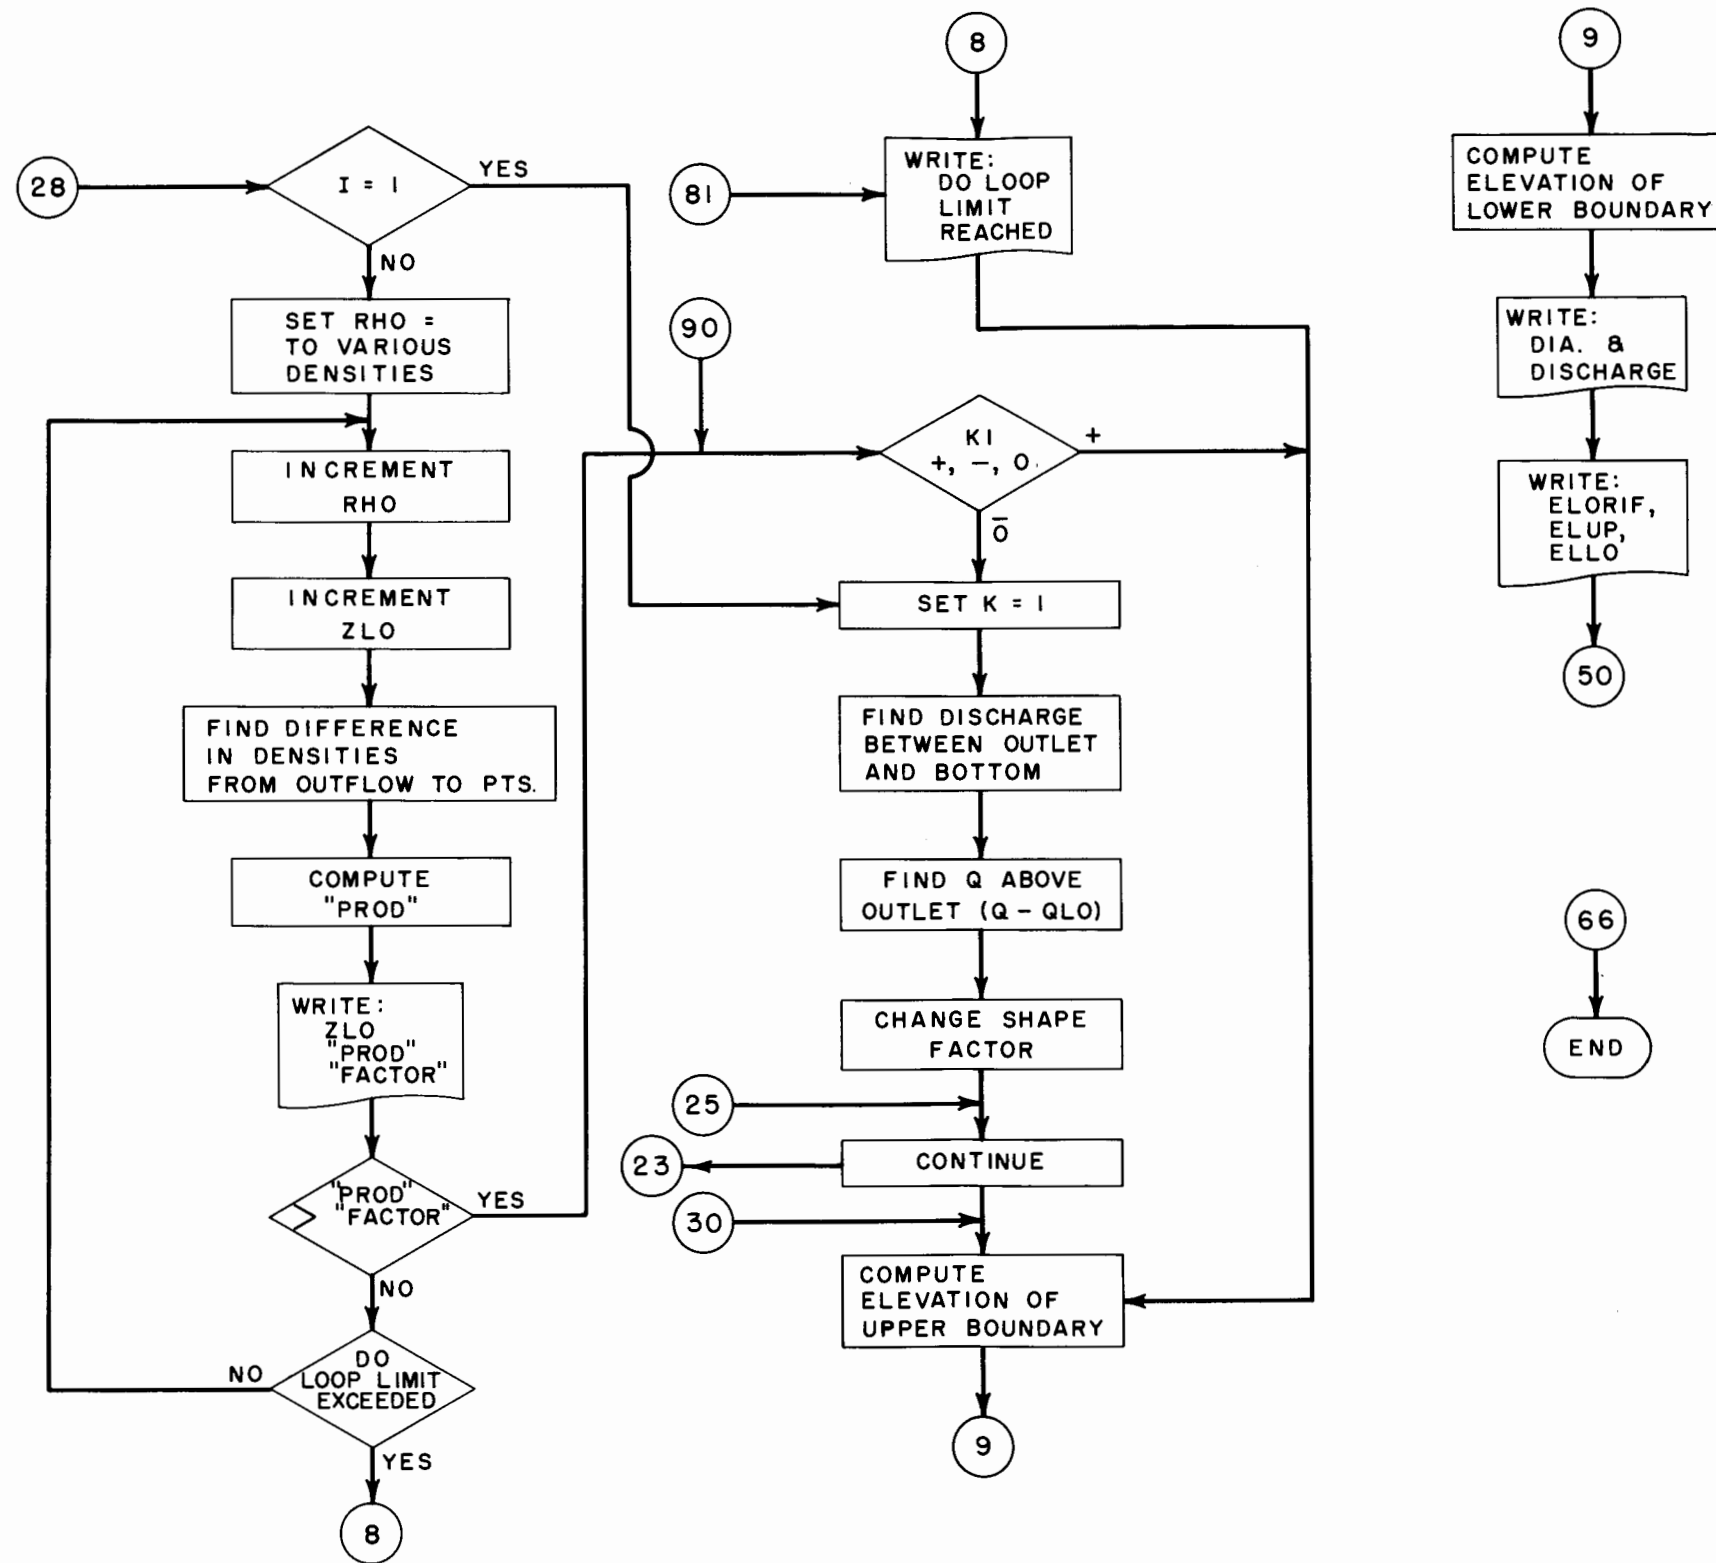 28
I = 1
YES
NO
SET RHO =
TO VARIOUS
DENSITIES
INCREMENT
RHO
INCREMENT
ZLO
FIND DIFFERENCE
IN DENSITIES
FROM OUTFLOW TO PTS.
COMPUTE
"PROD"
WRITE:
ZLO
"PROD"
"FACTOR"
"PROD"
> "FACTOR"
YES
NO
DO
LOOP LIMIT
EXCEEDED
NO
YES
8
8
81
WRITE:
DO LOOP
LIMIT
REACHED
90
KI
+, –, 0.
+
–
0
SET K = 1
FIND DISCHARGE
BETWEEN OUTLET
AND BOTTOM
FIND Q ABOVE
OUTLET (Q – QLO)
CHANGE SHAPE
FACTOR
25
CONTINUE
23
30
COMPUTE
ELEVATION OF
UPPER BOUNDARY
9
9
COMPUTE
ELEVATION OF
LOWER BOUNDARY
WRITE:
DIA. &
DISCHARGE
WRITE:
ELORIF,
ELUP,
ELLO
50
66
END